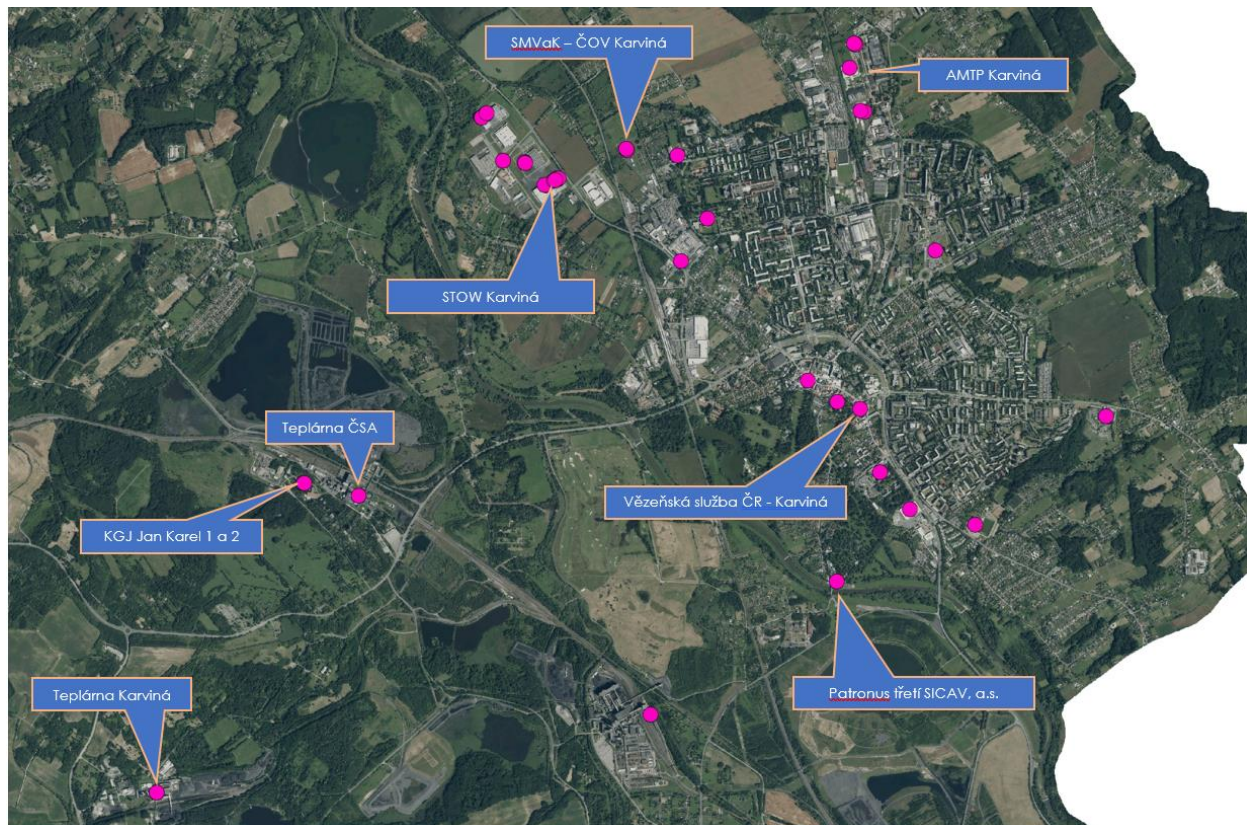 SMVaK – ČOV Karviná
AMTP Karviná
STOW Karviná
Teplárna ČSA
KGJ Jan Karel 1 a 2
Vězeňská služba ČR - Karviná
Teplárna Karviná
Patronus třetí SICAV, a.s.